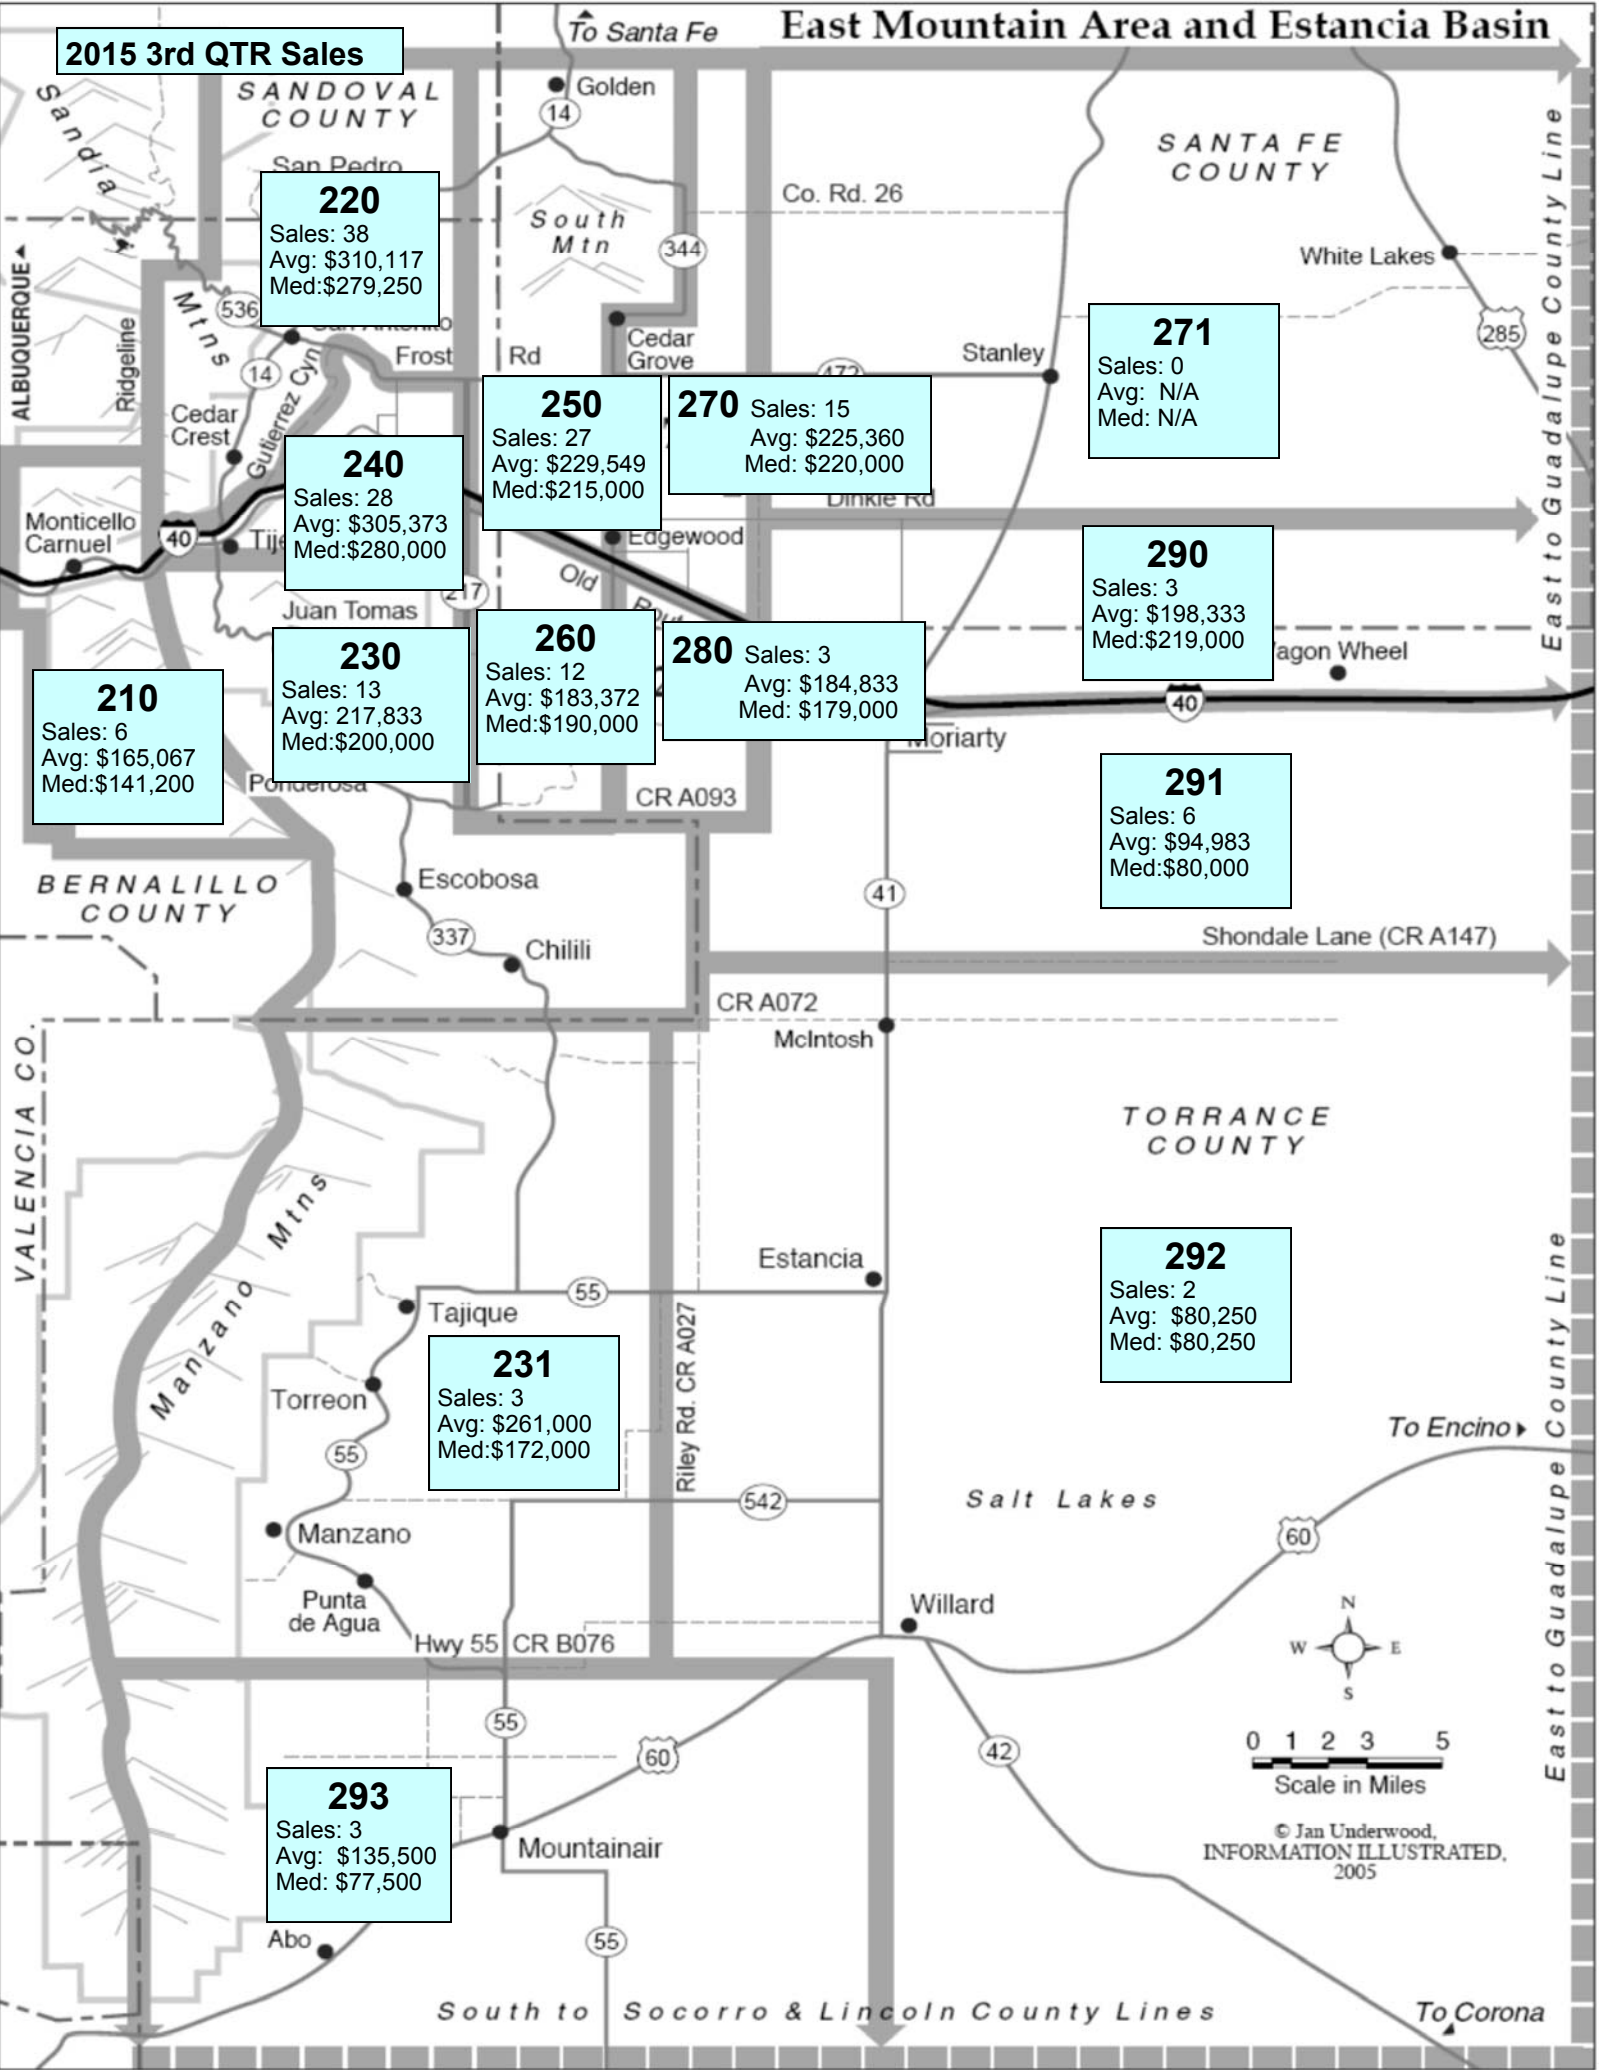 East Mountain Area and Estancia Basin
2015 3rd QTR Sales
To Santa Fe
Golden
14
SANDOVAL
COUNTY
Sandia
Mtns
San Pedro
SANTA FE
COUNTY
Co. Rd. 26
South
Mtn
344
White Lakes
285
East to Guadalupe County Line
220
Sales: 38
Avg: $310,117
Med:$279,250
ALBUQUERQUE
Ridgeline
536
Frost
Rd
Cedar
Grove
Stanley
472
14
Cedar
Crest
Gutierrez Cyn
271
Sales: 0
Avg: N/A
Med: N/A
250
Sales: 27
Avg: $229,549
Med:$215,000
270 Sales: 15
Avg: $225,360
Med: $220,000
Dinkle Rd
240
Sales: 28
Avg: $305,373
Med:$280,000
Monticello
Carnuel
40
Edgewood
Old
217
Juan Tomas
290
Sales: 3
Avg: $198,333
Med:$219,000
agon Wheel
40
Moriarty
210
Sales: 6
Avg: $165,067
Med:$141,200
230
Sales: 13
Avg: 217,833
Med:$200,000
260
Sales: 12
Avg: $183,372
Med:$190,000
280 Sales: 3
Avg: $184,833
Med: $179,000
Ponderosa
CR A093
291
Sales: 6
Avg: $94,983
Med:$80,000
BERNALILLO
COUNTY
Escobosa
337
Chilili
41
Shondale Lane (CR A147)
CR A072
McIntosh
VALENCIA CO.
TORRANCE
COUNTY
Manzano Mtns
Estancia
55
Tajique
292
Sales: 2
Avg: $80,250
Med: $80,250
Riley Rd. CR A027
231
Sales: 3
Avg: $261,000
Med:$172,000
Torreon
55
East to Guadalupe County Line
To Encino
Salt Lakes
542
60
Manzano
Punta
de Agua
Willard
Hwy 55
CR B076
N
W E
S
55
60
42
0 1 2 3 5
Scale in Miles
293
Sales: 3
Avg: $135,500
Med: $77,500
Mountainair
© Jan Underwood,
INFORMATION ILLUSTRATED,
2005
Abo
55
South to Socorro & Lincoln County Lines
To Corona